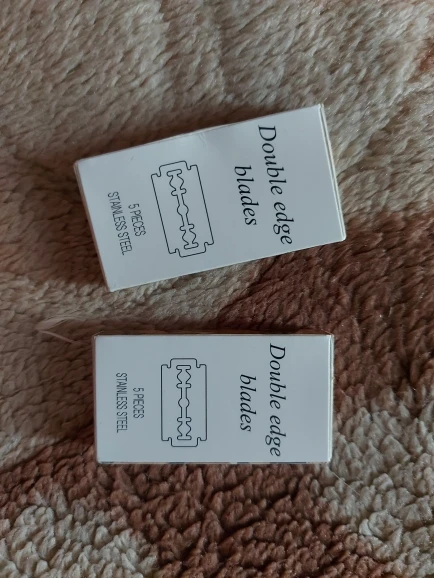 Double edge
blades
5 PIECES
STAINLESS STEEL
Double edge
blades
5 PIECES
STAINLESS STEEL